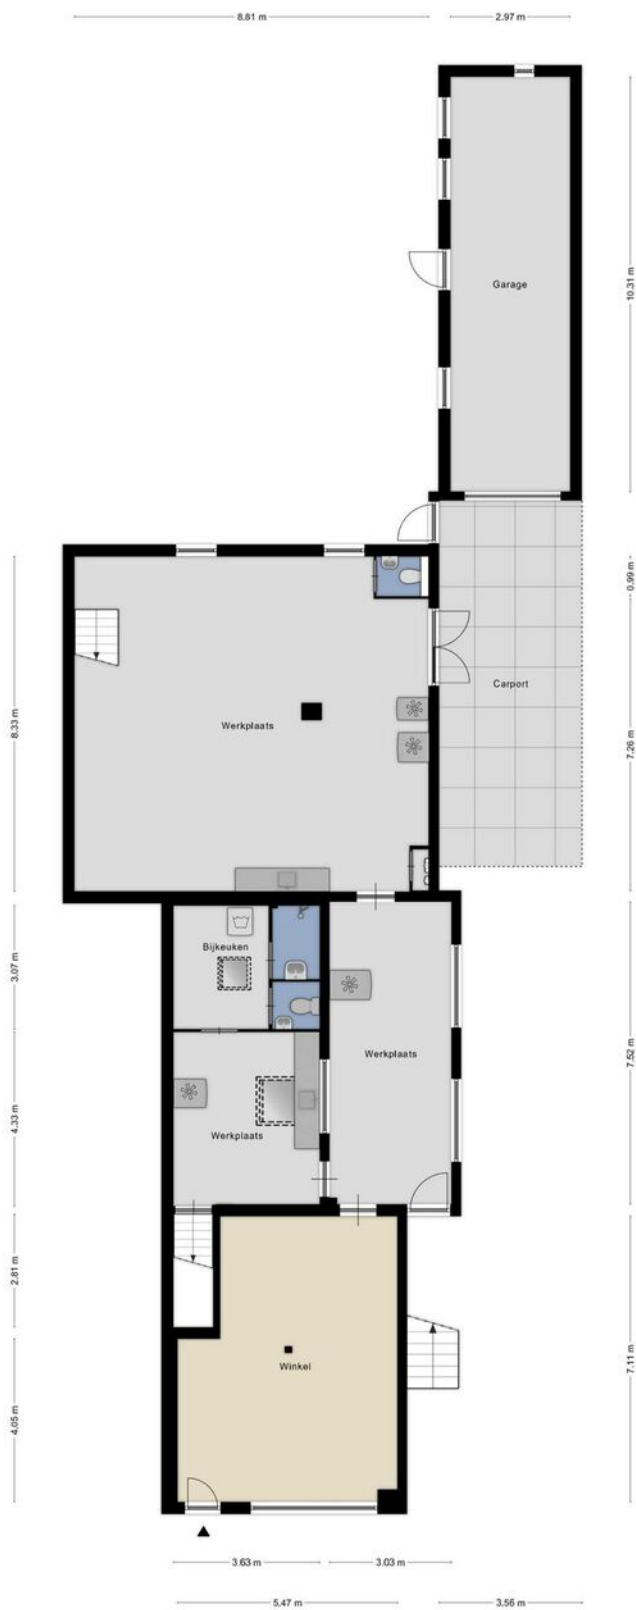 8.81 m
2.97 m
10.31 m
Garage
0.99 m
8.33 m
Werkplaats
Carport
7.26 m
3.07 m
Bijkeuken
7.52 m
Werkplaats
4.33 m
Werkplaats
2.81 m
Winkel
7.11 m
4.05 m
3.63 m
3.03 m
5.47 m
3.56 m